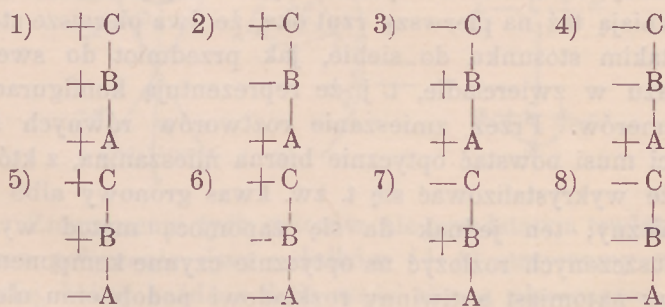 1) +C 2) +C 3) —C 4) —C
+B —B +B —B
+A +A +A +A
5) +C 6) +C 7) —C 8) —C
+B —B +B —B
—A —A —A —A